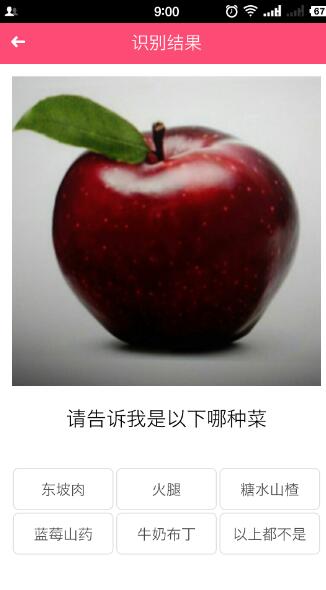 9:00
67
识别结果
请告诉我是以下哪种菜
东坡肉
火腿
糖水山楂
蓝莓山药
牛奶布丁
以上都不是